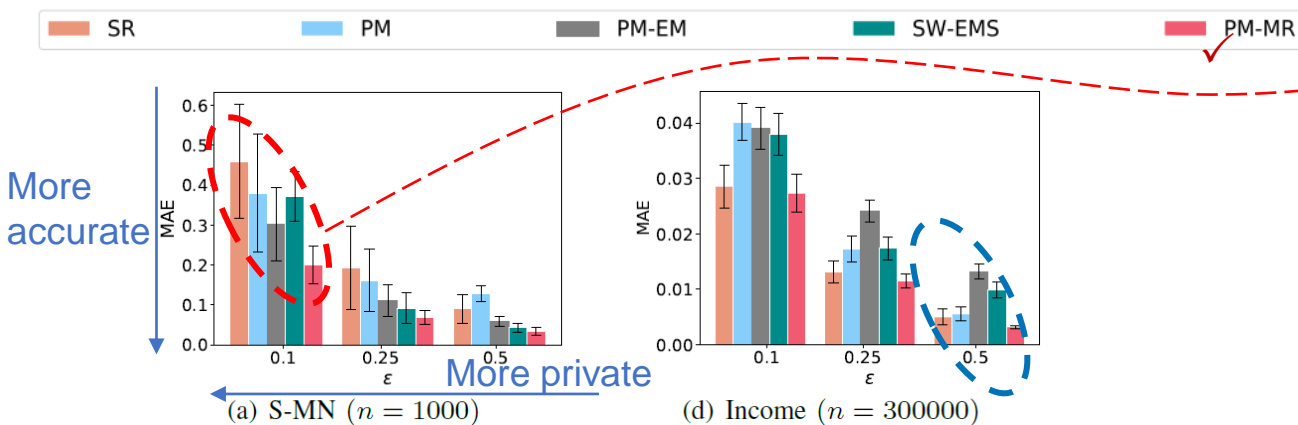 SR PM PM-EM SW-EMS PM-MR
More accurate
MAE
0.6
0.5
0.4
0.3
0.2
0.1
0.0
0.1 0.25 0.5
ε
(a) S-MN (n = 1000)
More private
MAE
0.04
0.03
0.02
0.01
0.00
0.1 0.25 0.5
ε
(d) Income (n = 300000)